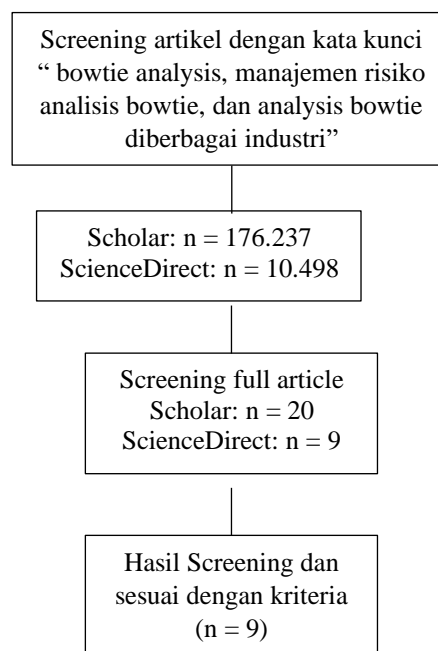 Screening artikel dengan kata kunci
“ bowtie analysis, manajemen risiko
analisis bowtie, dan analysis bowtie
diberbagai industri”
Scholar: n = 176.237
ScienceDirect: n = 10.498
Screening full article
Scholar: n = 20
ScienceDirect: n = 9
Hasil Screening dan
sesuai dengan kriteria
(n = 9)